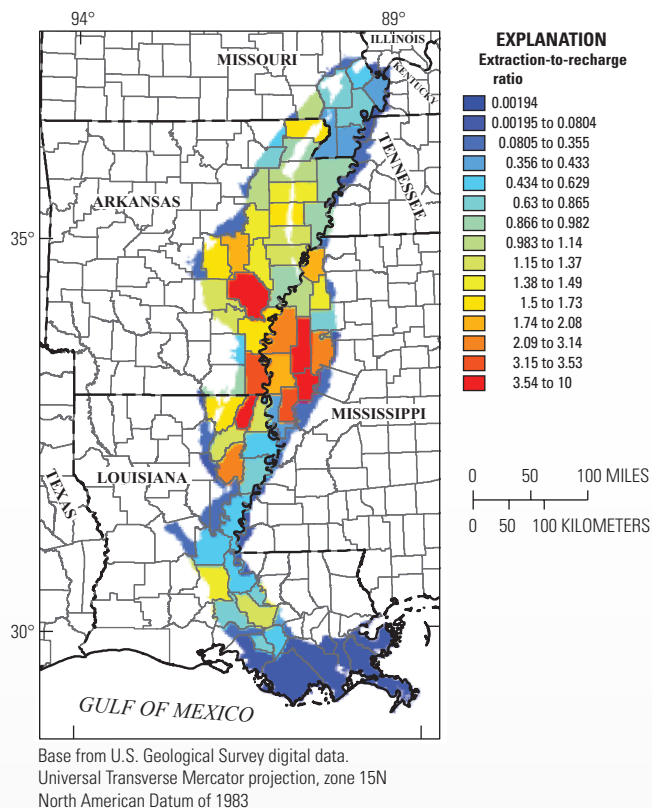 94°
89°
ILLINOIS
MISSOURI
KENTUCKY
TENNESSEE
ARKANSAS
35°
MISSISSIPPI
LOUISIANA
TEXAS
30°
GULF OF MEXICO
EXPLANATION
Extraction-to-recharge
ratio
0.00194
0.00195 to 0.0804
0.0805 to 0.355
0.356 to 0.433
0.434 to 0.629
0.63 to 0.865
0.866 to 0.982
0.983 to 1.14
1.15 to 1.37
1.38 to 1.49
1.5 to 1.73
1.74 to 2.08
2.09 to 3.14
3.15 to 3.53
3.54 to 10
0 50 100 MILES
0 50 100 KILOMETERS
Base from U.S. Geological Survey digital data.
Universal Transverse Mercator projection, zone 15N
North American Datum of 1983